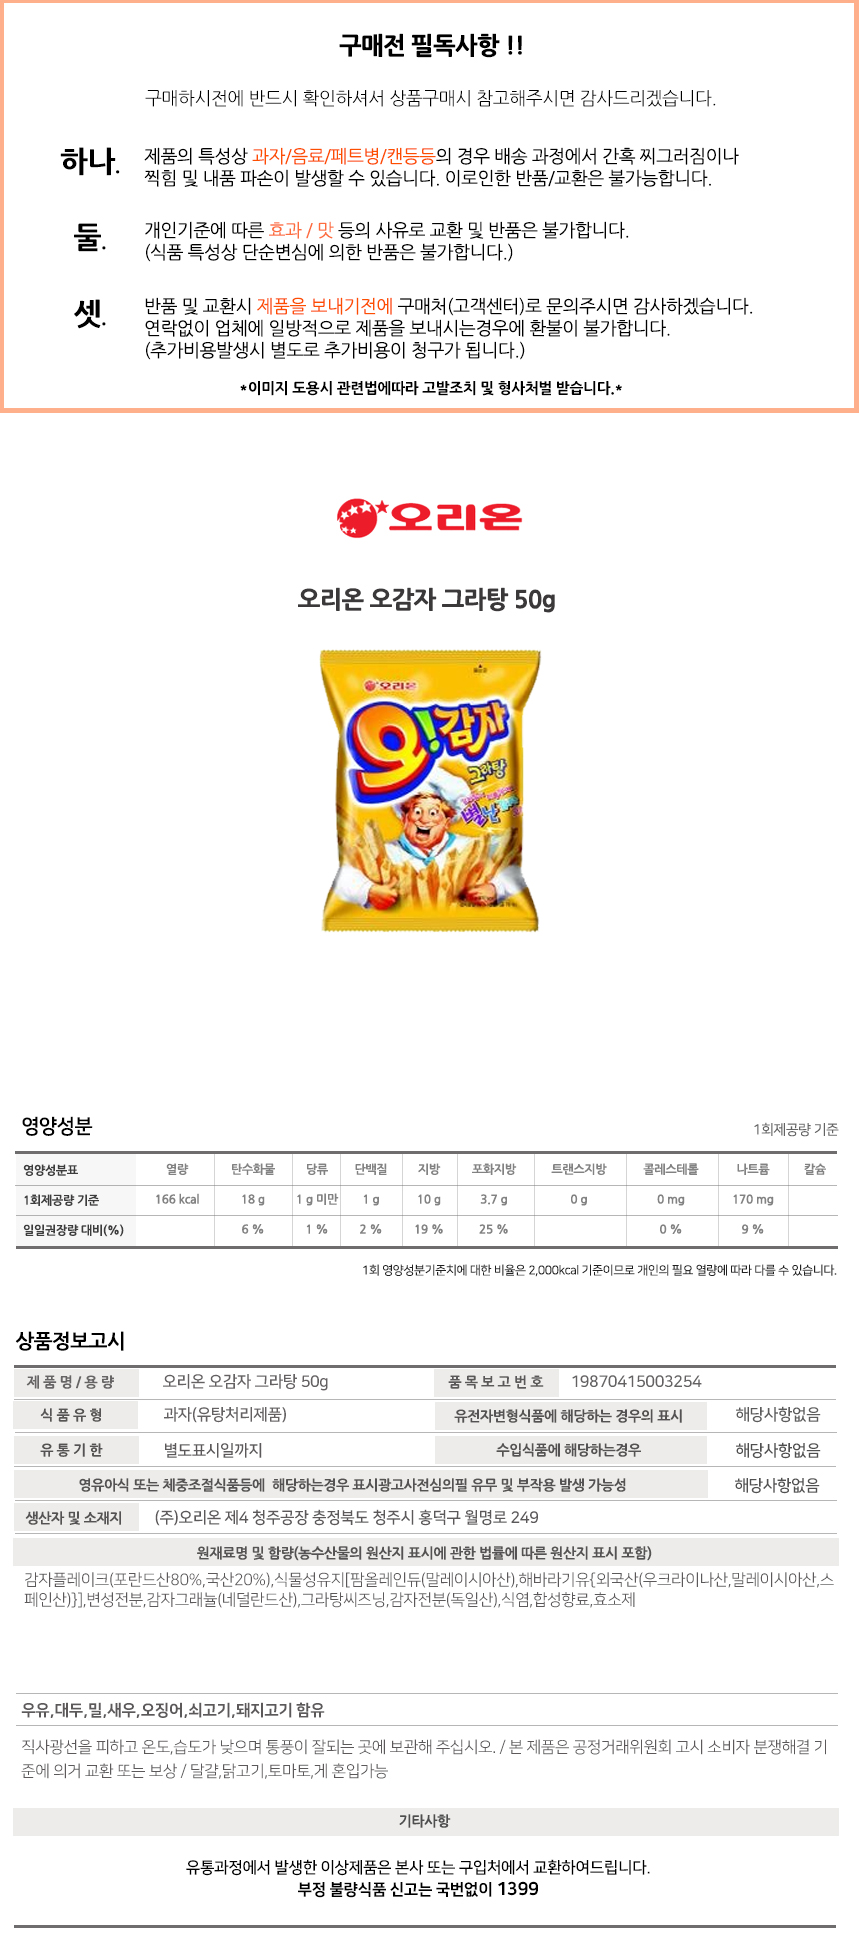 구매전 필독사항 !!
구매하시전에 반드시 확인하셔서 상품구매시 참고해주시면 감사드리겠습니다.
하나. 제품의 특성상 과자/음료/페트병/캔등등의 경우 배송 과정에서 간혹 찌그러짐이나
찍힘 및 내품 파손이 발생할 수 있습니다. 이로인한 반품/교환은 불가능합니다.
둘. 개인기준에 따른 효과 / 맛 등의 사유로 교환 및 반품은 불가합니다.
(식품 특성상 단순변심에 의한 반품은 불가합니다.)
셋. 반품 및 교환시 제품을 보내기전에 구매처(고객센터)로 문의주시면 감사하겠습니다.
연락없이 업체에 일방적으로 제품을 보내시는경우에 환불이 불가합니다.
(추가비용발생시 별도로 추가비용이 청구가 됩니다.)
*이미지 도용시 관련법에따라 고발조치 및 형사처벌 받습니다.*
오리온
오리온 오감자 그라탕 50g
오리온
오!감자
그라탕
별난
영양성분
1회제공량 기준
영양성분표 열량 탄수화물 당류 단백질 지방 포화지방 트랜스지방 콜레스테롤 나트륨 칼슘
1회제공량 기준 166 kcal 18 g 1 g 미만 1 g 10 g 3.7 g 0 g 0 mg 170 mg
일일권장량 대비(%) 6 % 1 % 2 % 19 % 25 % 0 % 9 %
1회 영양성분기준치에 대한 비율은 2,000kcal 기준이므로 개인의 필요 열량에 따라 다를 수 있습니다.
상품정보고시
제 품 명 / 용 량 오리온 오감자 그라탕 50g 품 목 보 고 번 호 19870415003254
식 품 유 형 과자(유탕처리제품) 유전자변형식품에 해당하는 경우의 표시 해당사항없음
유 통 기 한 별도표시일까지 수입식품에 해당하는경우 해당사항없음
영유아식 또는 체중조절식품등에 해당하는경우 표시광고사전심의필 유무 및 부작용 발생 가능성 해당사항없음
생산자 및 소재지 (주)오리온 제4 청주공장 충정북도 청주시 흥덕구 월명로 249
원재료명 및 함량(농수산물의 원산지 표시에 관한 법률에 따른 원산지 표시 포함)
감자플레이크(포란드산80%,국산20%),식물성유지[팜올레인듀(말레이시아산),해바라기유{외국산(우크라이나산,말레이시아산,스
페인산)}],변성전분,감자그래뉼(네덜란드산),그라탕씨즈닝,감자전분(독일산),식염,합성향료,효소제
우유,대두,밀,새우,오징어,쇠고기,돼지고기 함유
직사광선을 피하고 온도,습도가 낮으며 통풍이 잘되는 곳에 보관해 주십시오. / 본 제품은 공정거래위원회 고시 소비자 분쟁해결 기
준에 의거 교환 또는 보상 / 달걀,닭고기,토마토,게 혼입가능
기타사항
유통과정에서 발생한 이상제품은 본사 또는 구입처에서 교환하여드립니다.
부정 불량식품 신고는 국번없이 1399